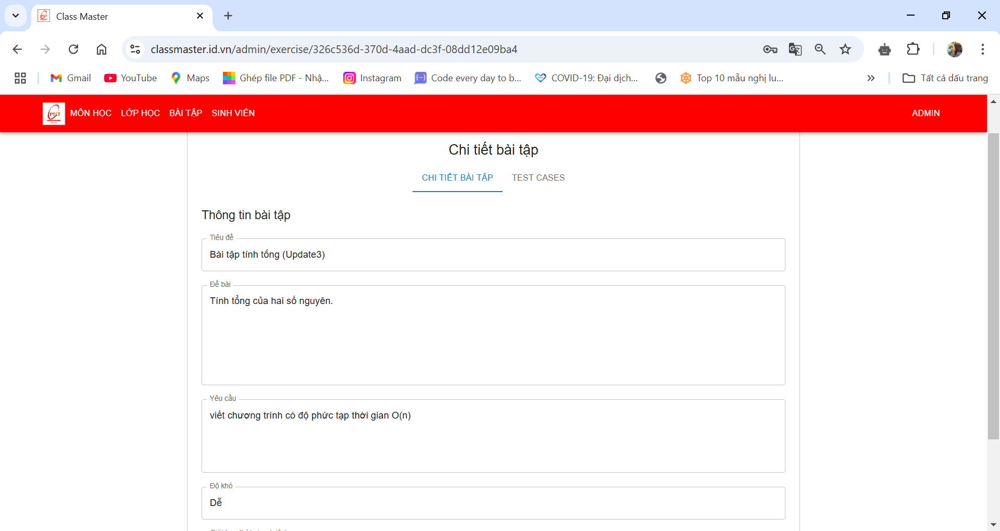 Class Master
classmaster.id.vn/admin/exercise/326c536d-370d-4aad-dc3f-08dd12e09ba4
Gmail YouTube Maps Ghép file PDF - Nhậ... Instagram Code every day to b... COVID-19: Đại dịch... Top 10 mẫu nghị lu... Tất cả dấu trang
PTIT MÔN HỌC LỚP HỌC BÀI TẬP SINH VIÊN ADMIN
Chi tiết bài tập
CHI TIẾT BÀI TẬP TEST CASES
Thông tin bài tập
Tiêu đề
Bài tập tính tống (Update3)
Đề bài
Tính tổng của hai số nguyên.
Yêu cầu
viết chương trình có độ phức tạp thời gian O(n)
Độ khó
Dễ